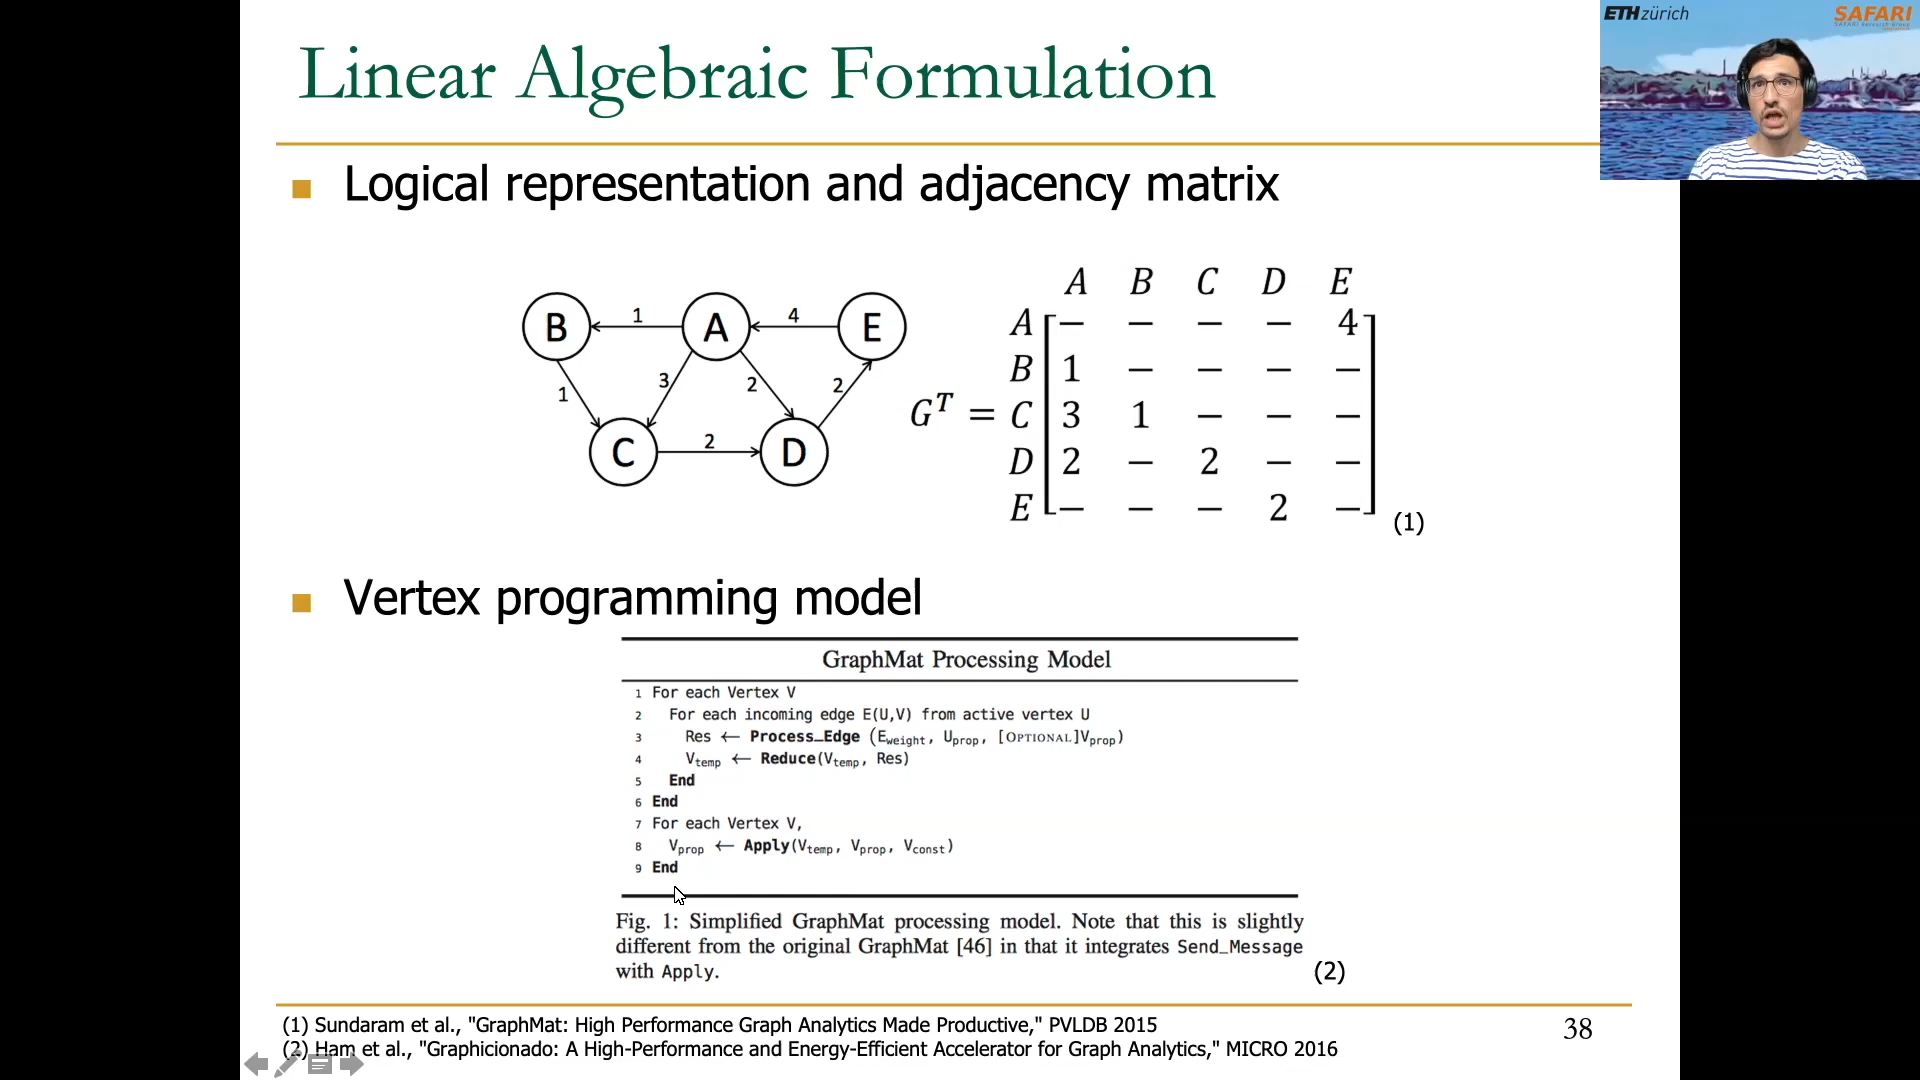 Linear Algebraic Formulation
ETH zürich
SAFARI
Logical representation and adjacency matrix
B 1 A 4 E
1 3 2 2
C 2 D
A B C D E
A — — — — 4
B 1 — — — —
G^T = C 3 1 — — —
D 2 — 2 — —
E — — — 2 —
(1)
Vertex programming model
GraphMat Processing Model
1 For each Vertex V
2 For each incoming edge E(U,V) from active vertex U
3 Res ← Process_Edge (E_weight, U_prop, [OPTIONAL]V_prop)
4 V_temp ← Reduce(V_temp, Res)
5 End
6 End
7 For each Vertex V,
8 V_prop ← Apply(V_temp, V_prop, V_const)
9 End
Fig. 1: Simplified GraphMat processing model. Note that this is slightly
different from the original GraphMat [46] in that it integrates Send_Message
with Apply.
(2)
(1) Sundaram et al., "GraphMat: High Performance Graph Analytics Made Productive," PVLDB 2015
(2) Ham et al., "Graphicionado: A High-Performance and Energy-Efficient Accelerator for Graph Analytics," MICRO 2016
38